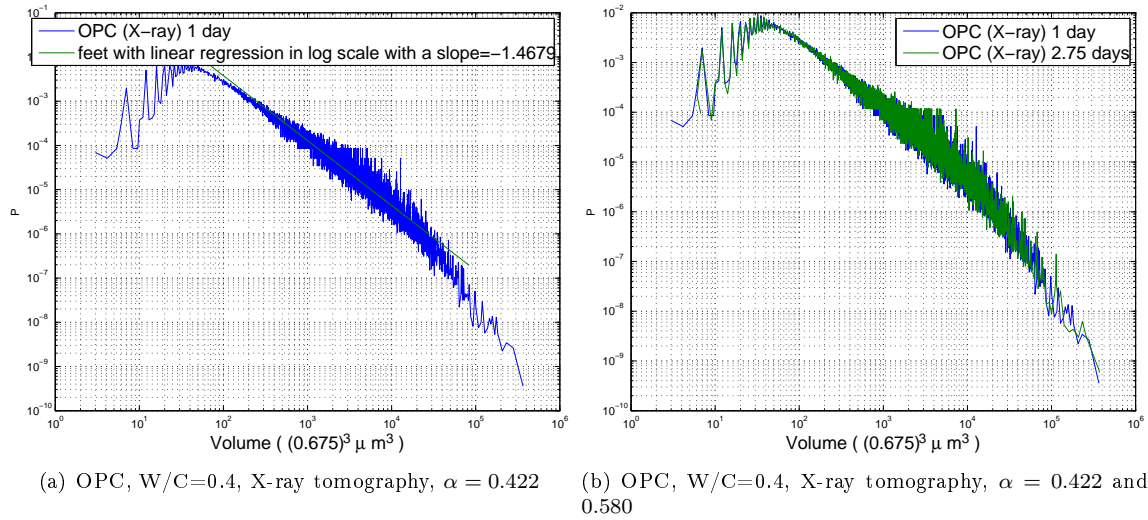 10^-1
OPC (X-ray) 1 day
feet with linear regression in log scale with a slope=-1.4679
10^-3
10^-4
10^-5
P
10^-6
10^-7
10^-8
10^-9
10^-10
10^0 10^1 10^2 10^3 10^4 10^5 10^6
Volume ( (0.675)^3 μ m^3 )
(a) OPC, W/C=0.4, X-ray tomography, α = 0.422
10^-2
OPC (X-ray) 1 day
OPC (X-ray) 2.75 days
10^-3
10^-4
10^-5
P
10^-6
10^-7
10^-8
10^-9
10^-10
10^0 10^1 10^2 10^3 10^4 10^5 10^6
Volume ( (0.675)^3 μ m^3 )
(b) OPC, W/C=0.4, X-ray tomography, α = 0.422 and
0.580